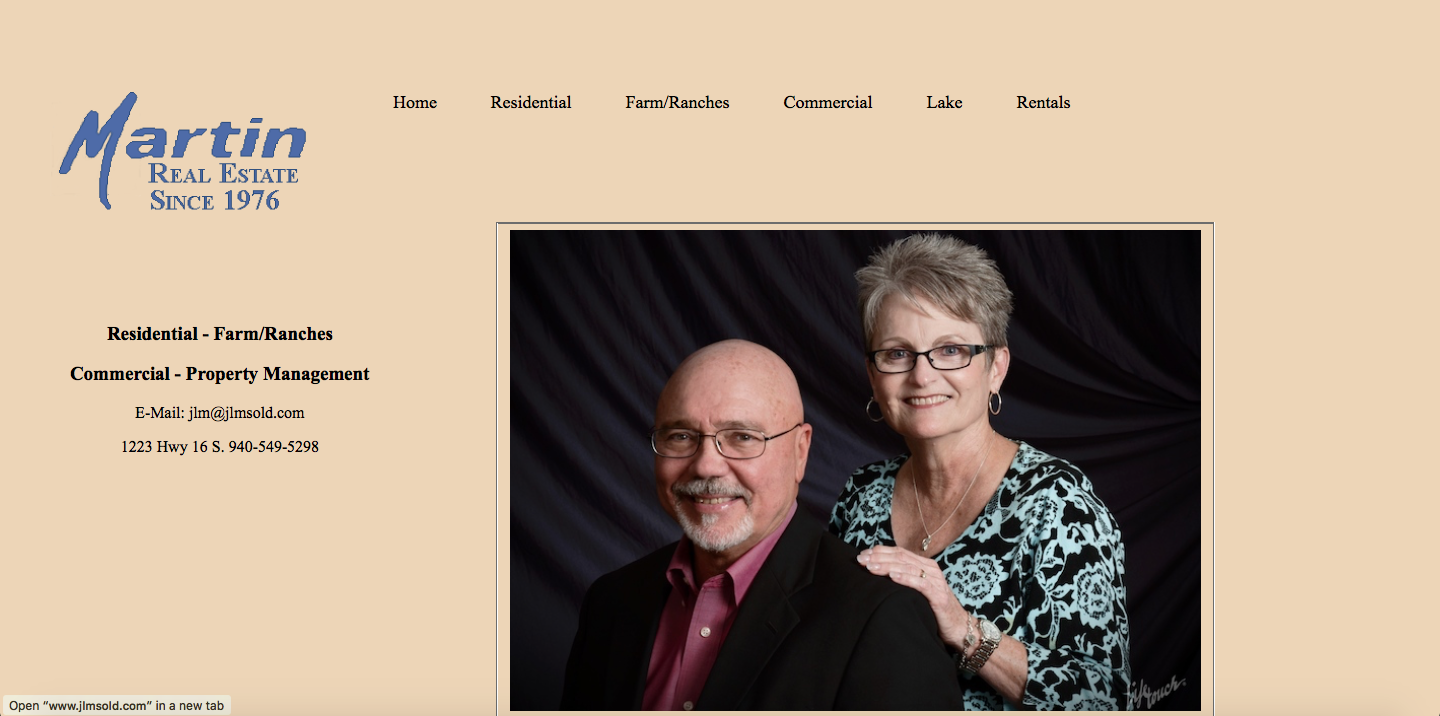 Home Residential Farm/Ranches Commercial Lake Rentals
Martin
REAL ESTATE
SINCE 1976
Residential - Farm/Ranches
Commercial - Property Management
E-Mail: jlm@jlmsold.com
1223 Hwy 16 S. 940-549-5298
lifetouch.
Open “www.jlmsold.com” in a new tab